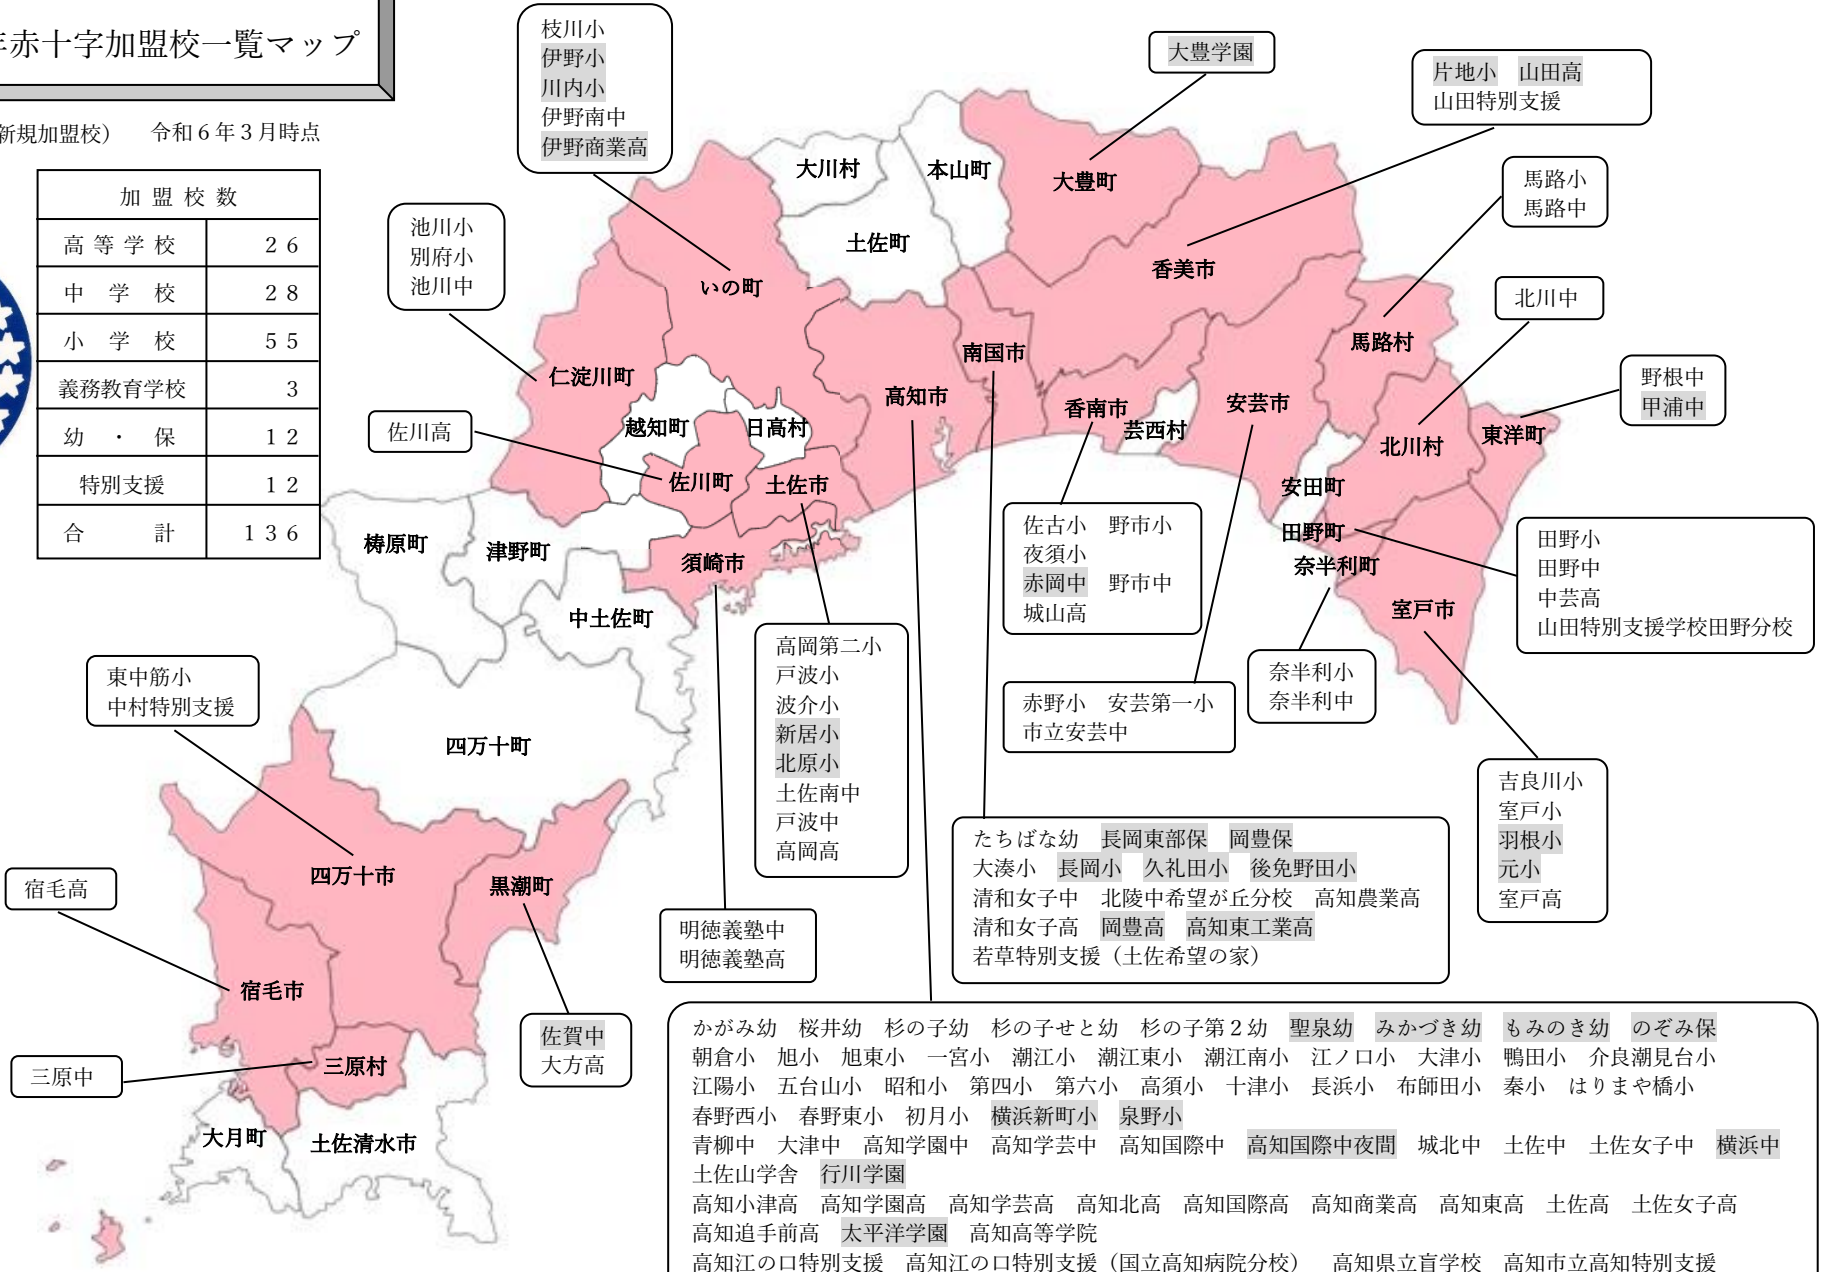 年赤十字加盟校一覧マップ
新規加盟校） 令和６年３月時点
加盟校数
高等学校 ２６
中学校 ２８
小学校 ５５
義務教育学校 ３
幼・保 １２
特別支援 １２
合計 １３６
枝川小
伊野小
川内小
伊野南中
伊野商業高
大豊学園
片地小 山田高
山田特別支援
馬路小
馬路中
池川小
別府小
池川中
北川中
野根中
甲浦中
佐川高
大川村
本山町
大豊町
土佐町
香美市
いの町
馬路村
南国市
仁淀川町
高知市
香南市
安芸市
越知町
日高村
芸西村
北川村
東洋町
佐川町
土佐市
安田町
田野町
奈半利町
室戸市
梼原町
津野町
須崎市
中土佐町
四万十町
四万十市
黒潮町
宿毛市
三原村
大月町
土佐清水市
佐古小 野市小
夜須小
赤岡中 野市中
城山高
田野小
田野中
中芸高
山田特別支援学校田野分校
奈半利小
奈半利中
赤野小 安芸第一小
市立安芸中
高岡第二小
戸波小
波介小
新居小
北原小
土佐南中
戸波中
高岡高
東中筋小
中村特別支援
吉良川小
室戸小
羽根小
元小
室戸高
宿毛高
明徳義塾中
明徳義塾高
たちばな幼 長岡東部保 岡豊保
大湊小 長岡小 久礼田小 後免野田小
清和女子中 北陵中希望が丘分校 高知農業高
清和女子高 岡豊高 高知東工業高
若草特別支援（土佐希望の家）
佐賀中
大方高
三原中
かがみ幼 桜井幼 杉の子幼 杉の子せと幼 杉の子第２幼 聖泉幼 みかづき幼 もみのき幼 のぞみ保
朝倉小 旭小 旭東小 一宮小 潮江小 潮江東小 潮江南小 江ノ口小 大津小 鴨田小 介良潮見台小
江陽小 五台山小 昭和小 第四小 第六小 高須小 十津小 長浜小 布師田小 秦小 はりまや橋小
春野西小 春野東小 初月小 横浜新町小 泉野小
青柳中 大津中 高知学園中 高知学芸中 高知国際中 高知国際中夜間 城北中 土佐中 土佐女子中 横浜中
土佐山学舎 行川学園
高知小津高 高知学園高 高知学芸高 高知北高 高知国際高 高知商業高 高知東高 土佐高 土佐女子高
高知追手前高 太平洋学園 高知高等学院
高知江の口特別支援 高知江の口特別支援（国立高知病院分校） 高知県立盲学校 高知市立高知特別支援